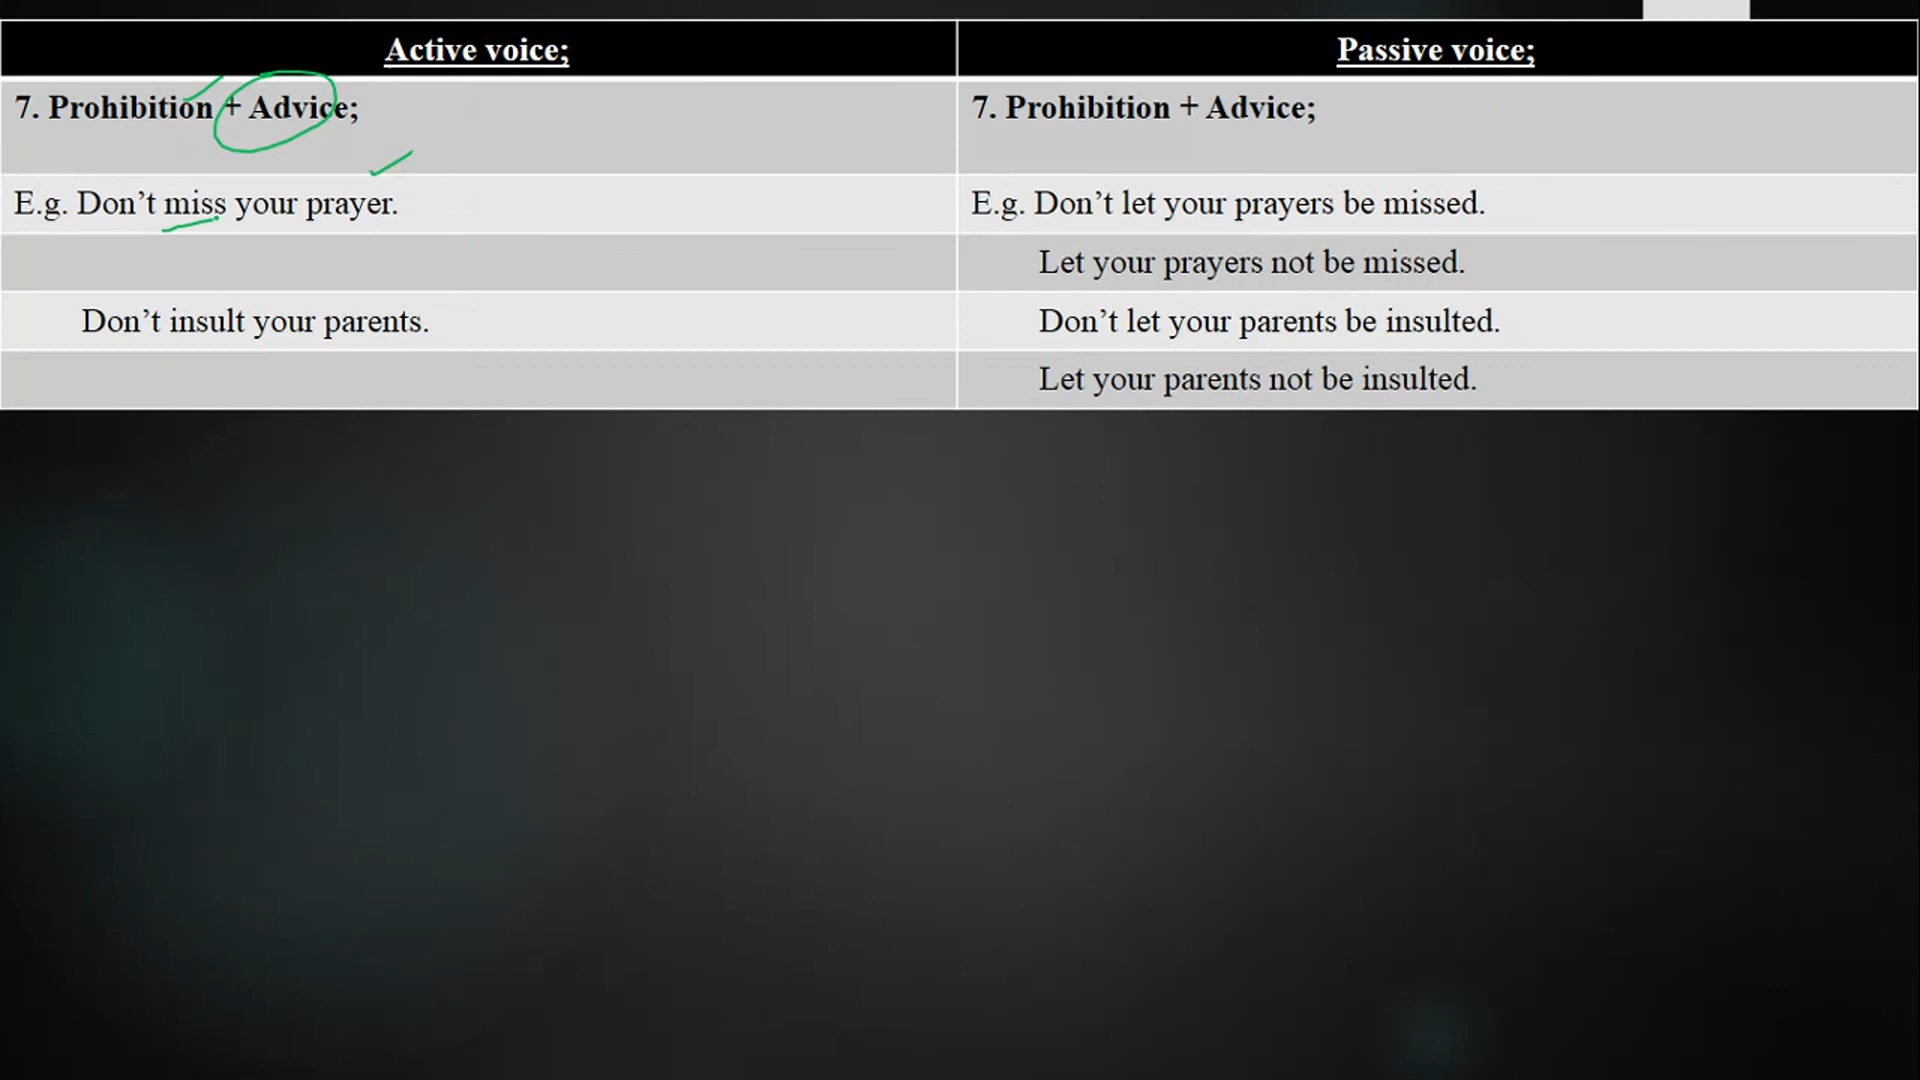 Active voice; Passive voice;
7. Prohibition + Advice; 7. Prohibition + Advice;
E.g. Don’t miss your prayer. E.g. Don’t let your prayers be missed.
Let your prayers not be missed.
Don’t insult your parents. Don’t let your parents be insulted.
Let your parents not be insulted.